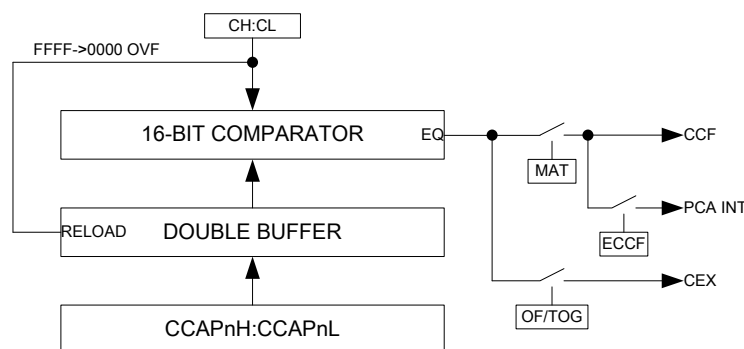 CH:CL
FFFF->0000 OVF
16-BIT COMPARATOR
EQ
CCF
MAT
RELOAD
DOUBLE BUFFER
PCA INT
ECCF
CEX
OF/TOG
CCAPnH:CCAPnL